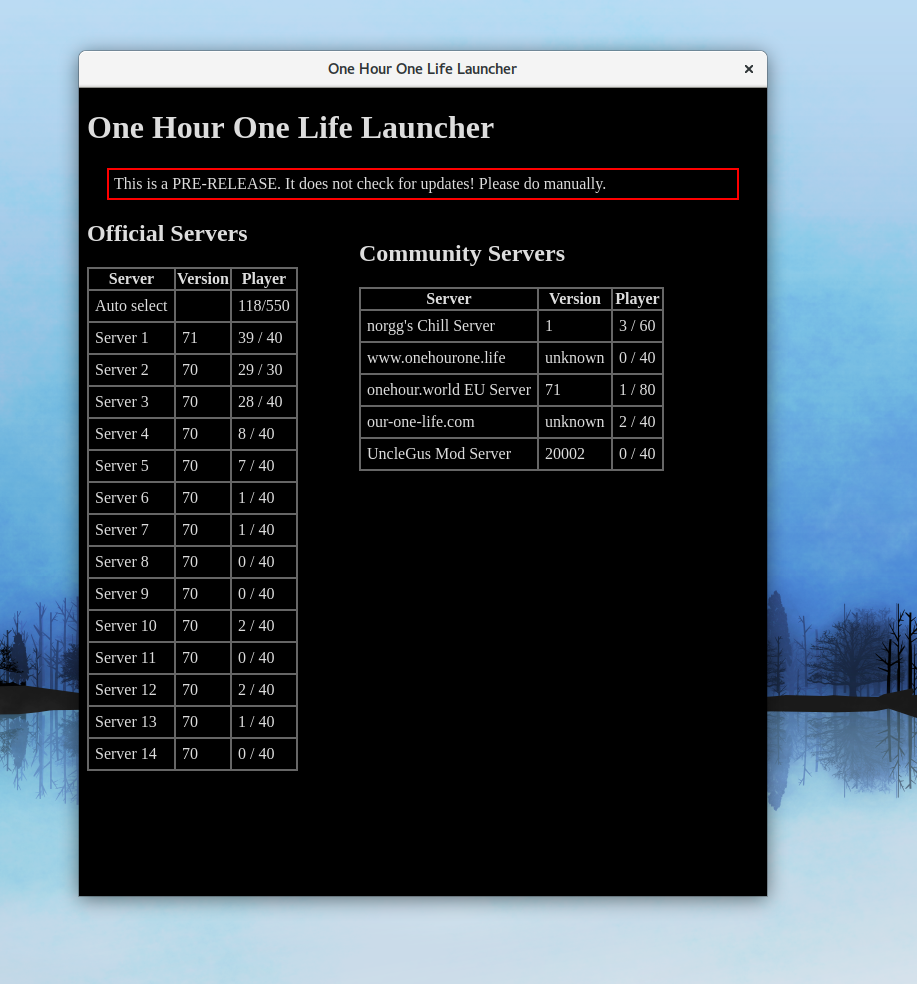 One Hour One Life Launcher ×
One Hour One Life Launcher
This is a PRE-RELEASE. It does not check for updates! Please do manually.
Official Servers
Server Version Player
Auto select 118/550
Server 1 71 39 / 40
Server 2 70 29 / 30
Server 3 70 28 / 40
Server 4 70 8 / 40
Server 5 70 7 / 40
Server 6 70 1 / 40
Server 7 70 1 / 40
Server 8 70 0 / 40
Server 9 70 0 / 40
Server 10 70 2 / 40
Server 11 70 0 / 40
Server 12 70 2 / 40
Server 13 70 1 / 40
Server 14 70 0 / 40
Community Servers
Server Version Player
norgg's Chill Server 1 3 / 60
www.onehourone.life unknown 0 / 40
onehour.world EU Server 71 1 / 80
our-one-life.com unknown 2 / 40
UncleGus Mod Server 20002 0 / 40